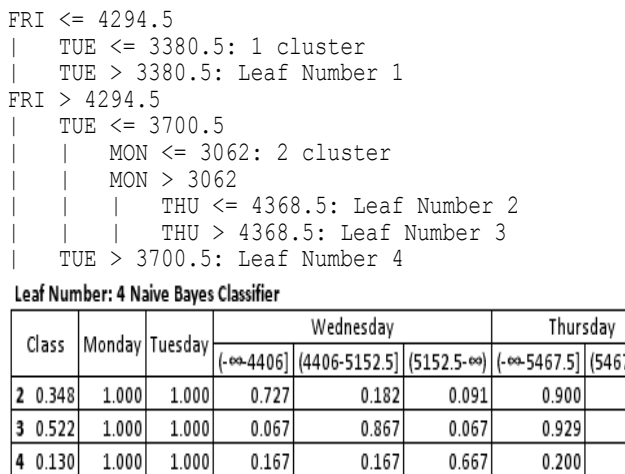 FRI <= 4294.5
|   TUE <= 3380.5: 1 cluster
|   TUE > 3380.5: Leaf Number 1
FRI > 4294.5
|   TUE <= 3700.5
|   |   MON <= 3062: 2 cluster
|   |   MON > 3062
|   |   |   THU <= 4368.5: Leaf Number 2
|   |   |   THU > 4368.5: Leaf Number 3
|   TUE > 3700.5: Leaf Number 4
Leaf Number: 4 Naive Bayes Classifier
Class Monday Tuesday Wednesday Thursday
(-∞-4406] (4406-5152.5] (5152.5-∞) (-∞-5467.5] (5467
2 0.348 1.000 1.000 0.727 0.182 0.091 0.900
3 0.522 1.000 1.000 0.067 0.867 0.067 0.929
4 0.130 1.000 1.000 0.167 0.167 0.667 0.200